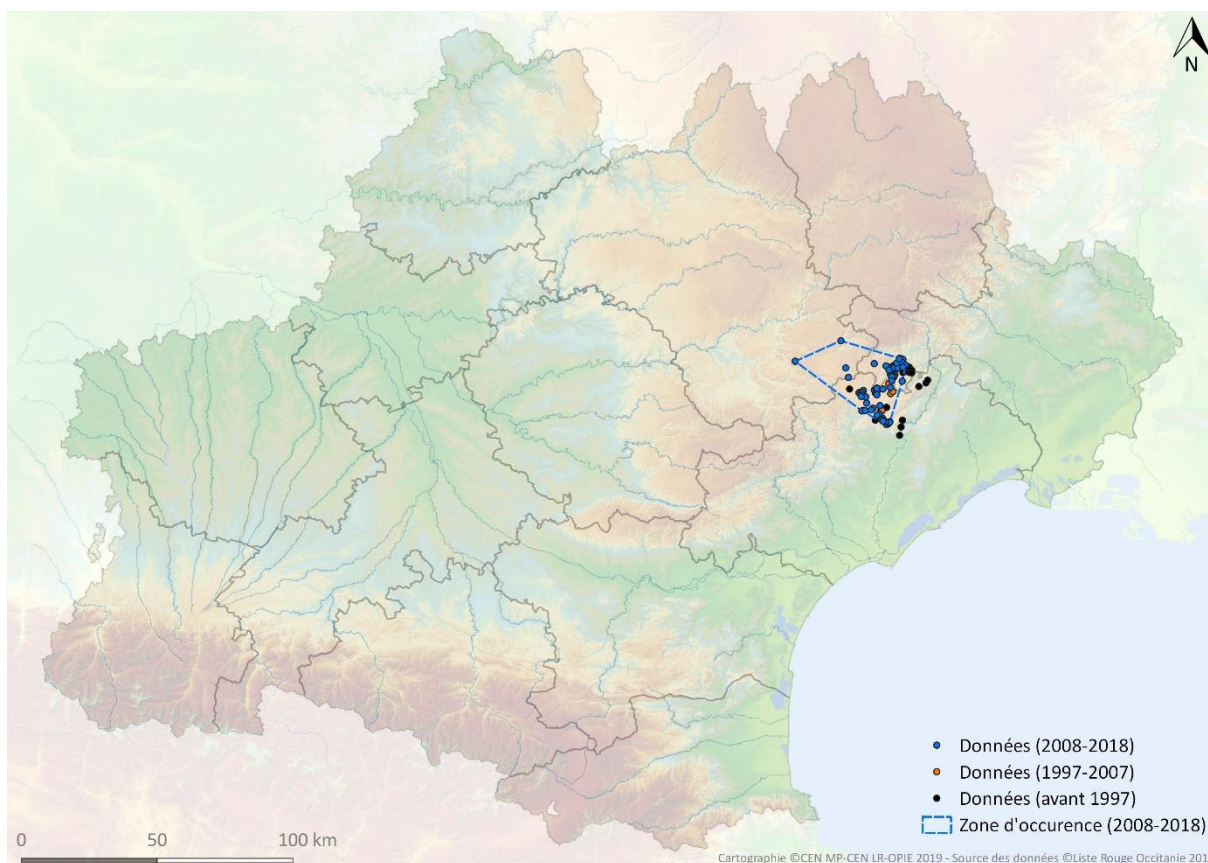 N
Données (2008-2018)
Données (1997-2007)
Données (avant 1997)
Zone d'occurence (2008-2018)
0 50 100 km
Cartographie ©CEN MP-CEN LR-OPIE 2019 - Source des données ©Liste Rouge Occitanie 201